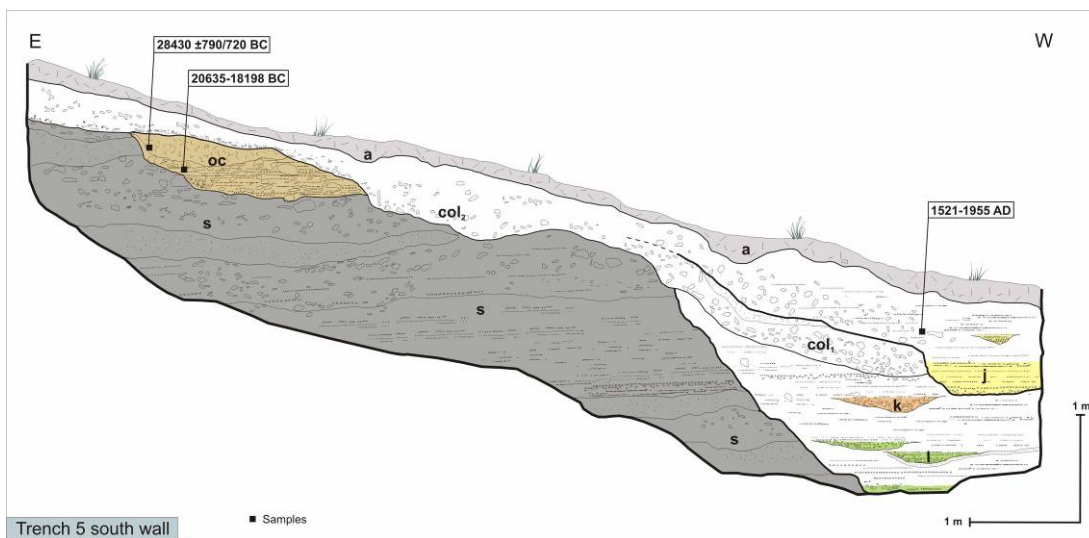 E
W
28430 ±790/720 BC
20635-18198 BC
oc
a
s
col₂
1521-1955 AD
a
s
col₁
j
k
s
l
1 m
1 m
Samples
Trench 5 south wall